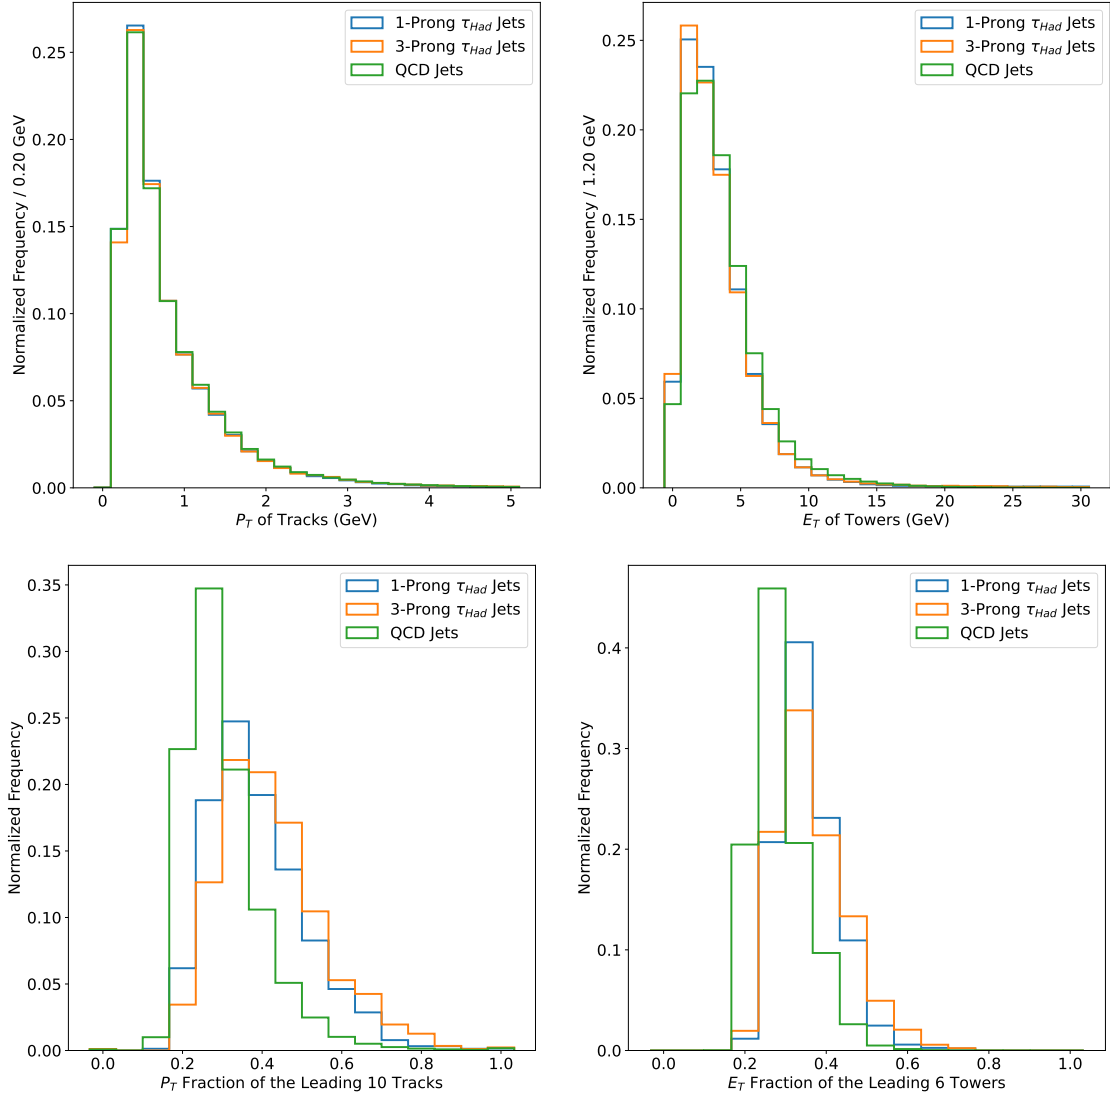 1-Prong τHad Jets
3-Prong τHad Jets
QCD Jets
Normalized Frequency / 0.20 GeV
0.25
0.20
0.15
0.10
0.05
0.00
0 1 2 3 4 5
PT of Tracks (GeV)
1-Prong τHad Jets
3-Prong τHad Jets
QCD Jets
Normalized Frequency / 1.20 GeV
0.25
0.20
0.15
0.10
0.05
0.00
0 5 10 15 20 25 30
ET of Towers (GeV)
1-Prong τHad Jets
3-Prong τHad Jets
QCD Jets
Normalized Frequency
0.35
0.30
0.25
0.20
0.15
0.10
0.05
0.00
0.0 0.2 0.4 0.6 0.8 1.0
PT Fraction of the Leading 10 Tracks
1-Prong τHad Jets
3-Prong τHad Jets
QCD Jets
Normalized Frequency
0.4
0.3
0.2
0.1
0.0
0.0 0.2 0.4 0.6 0.8 1.0
ET Fraction of the Leading 6 Towers